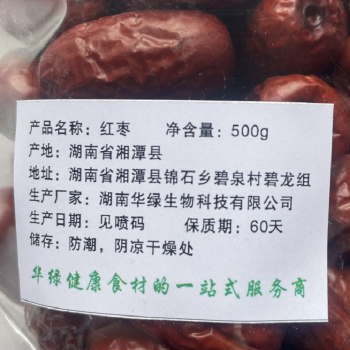 产品名称：红枣 净含量：500g
产地：湖南省湘潭县
地址：湖南省湘潭县锦石乡碧泉村碧龙组
生产厂家：湖南华绿生物科技有限公司
生产日期：见喷码 保质期：60天
储存：防潮，阴凉干燥处
华绿健康食材的一站式服务商